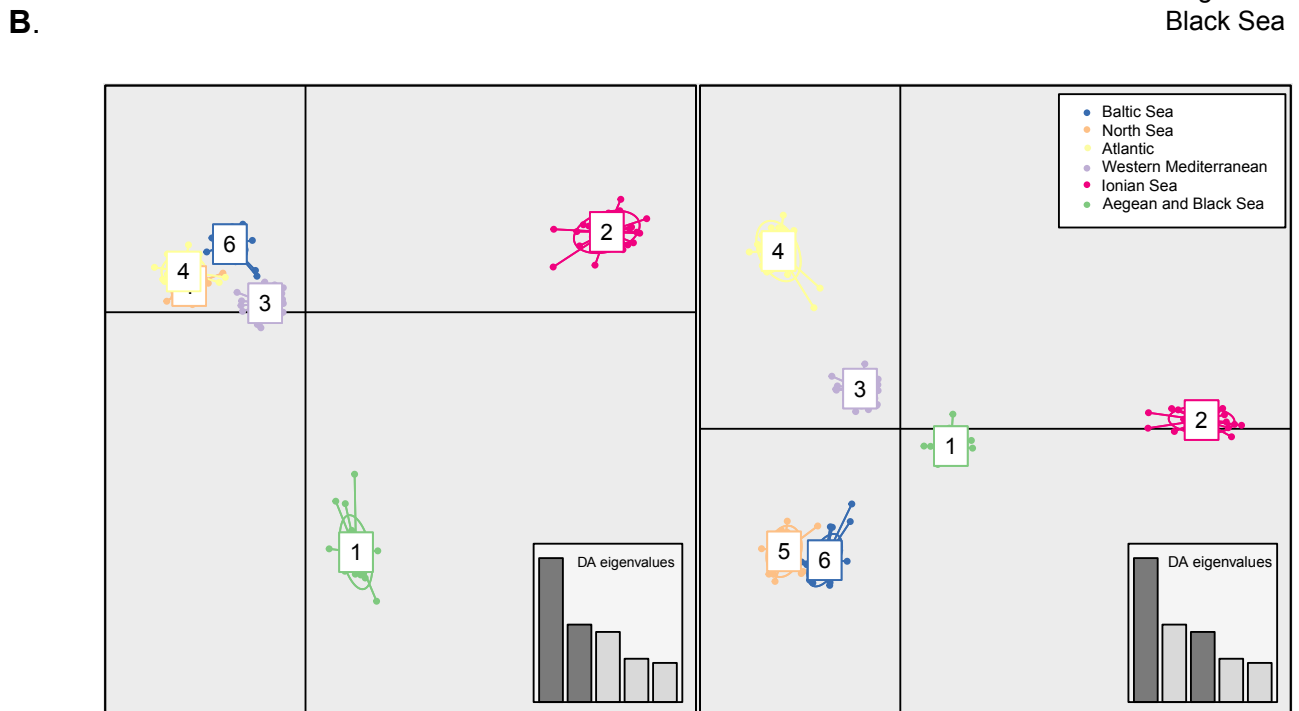 B.
Black Sea
Baltic Sea
North Sea
Atlantic
Western Mediterranean
Ionian Sea
Aegean and Black Sea
6
2
4
3
1
DA eigenvalues
4
3
2
1
5
6
DA eigenvalues